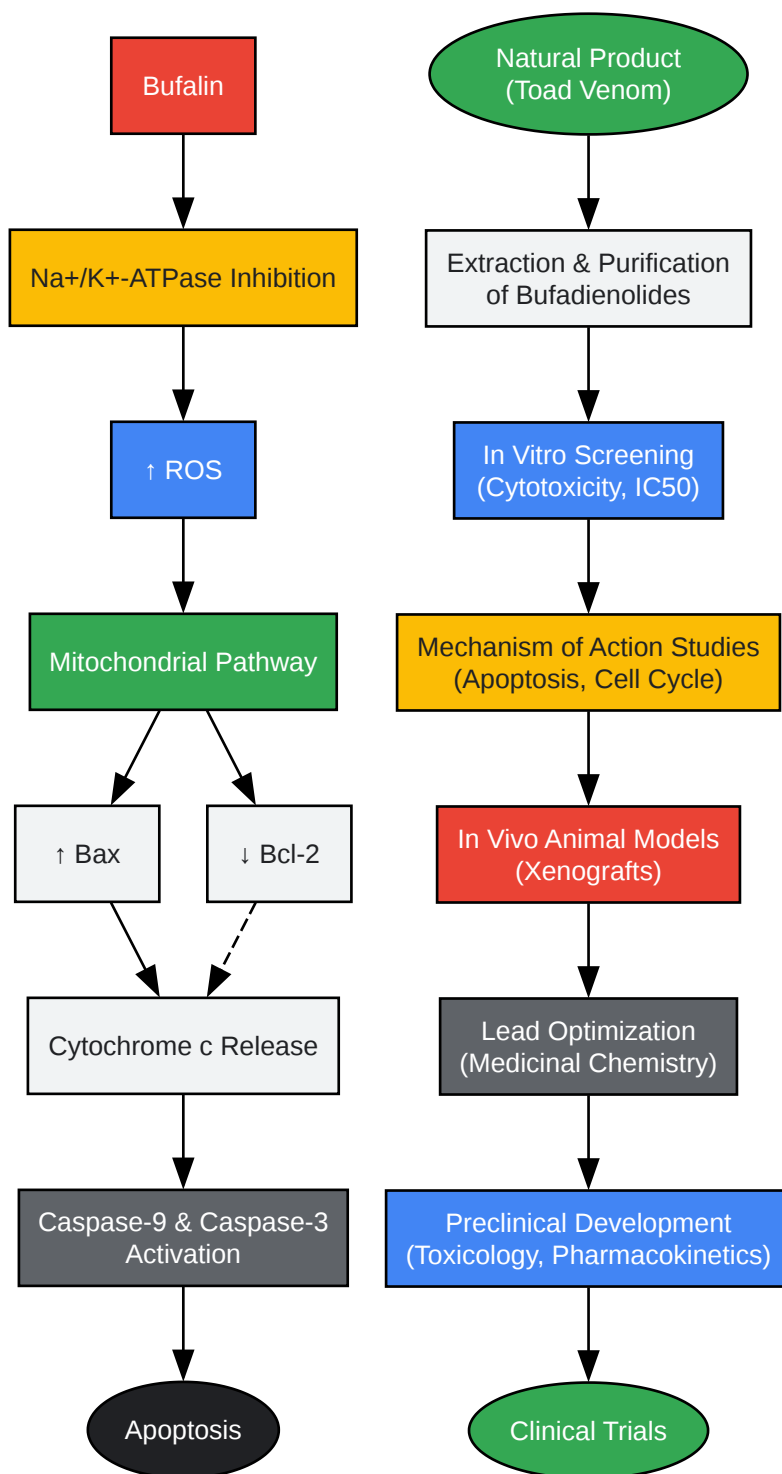 Bufalin
Na+/K+-ATPase Inhibition
↑ ROS
Mitochondrial Pathway
↑ Bax
↓ Bcl-2
Cytochrome c Release
Caspase-9 & Caspase-3
Activation
Apoptosis
Natural Product
(Toad Venom)
Extraction & Purification
of Bufadienolides
In Vitro Screening
(Cytotoxicity, IC50)
Mechanism of Action Studies
(Apoptosis, Cell Cycle)
In Vivo Animal Models
(Xenografts)
Lead Optimization
(Medicinal Chemistry)
Preclinical Development
(Toxicology, Pharmacokinetics)
Clinical Trials